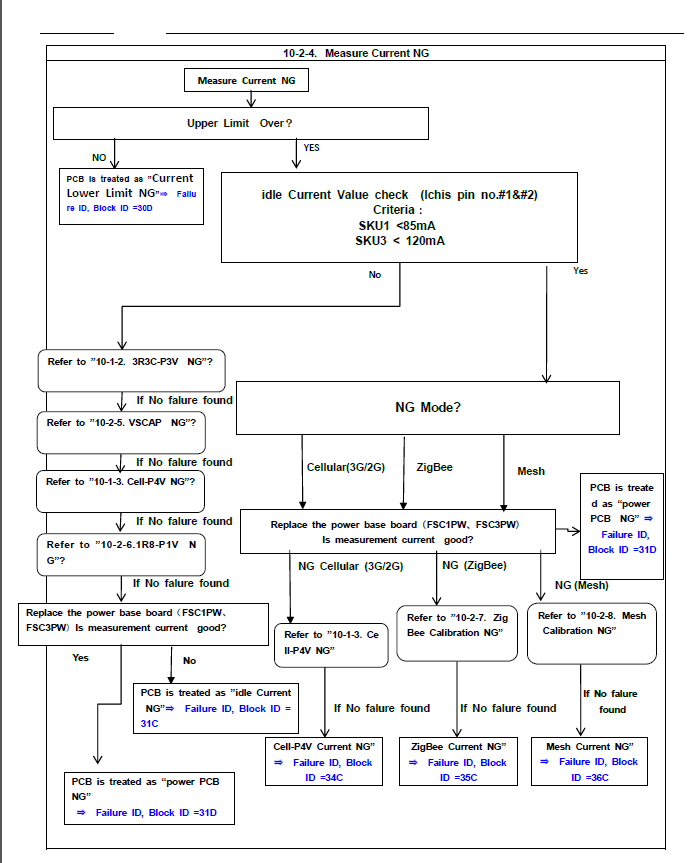 10-2-4. Measure Current NG
Measure Current NG
Upper Limit Over？
NO
YES
PCB is treated as ”Current
Lower Limit NG”⇒ Failu
re ID, Block ID =30D
idle Current Value check (Ichis pin no.#1&#2)
Criteria :
SKU1 <85mA
SKU3 < 120mA
No
Yes
Refer to ”10-1-2. 3R3C-P3V NG”?
If No falure found
Refer to ”10-2-5. VSCAP NG”?
If No falure found
Refer to ”10-1-3. Cell-P4V NG”?
If No falure found
Refer to ”10-2-6.1R8-P1V N
G”?
If No falure found
Replace the power base board（FSC1PW、
FSC3PW）Is measurement current good?
Yes
No
PCB is treated as ”idle Current
NG”⇒ Failure ID, Block ID =
31C
PCB is treated as “power PCB
NG”
⇒ Failure ID, Block ID =31D
NG Mode?
Cellular(3G/2G)
ZigBee
Mesh
Replace the power base board（FSC1PW、FSC3PW）
Is measurement current good?
PCB is treate
d as “power
PCB NG” ⇒
Failure ID,
Block ID =31D
NG Cellular (3G/2G)
NG (ZigBee)
NG (Mesh)
Refer to ”10-1-3. Ce
ll-P4V NG”
Refer to ”10-2-7. Zig
Bee Calibration NG”
Refer to ”10-2-8. Mesh
Calibration NG”
If No falure found
If No falure found
If No falure
found
Cell-P4V Current NG”
⇒ Failure ID, Block
ID =34C
ZigBee Current NG”
⇒ Failure ID, Block
ID =35C
Mesh Current NG”
⇒ Failure ID, Block
ID =36C